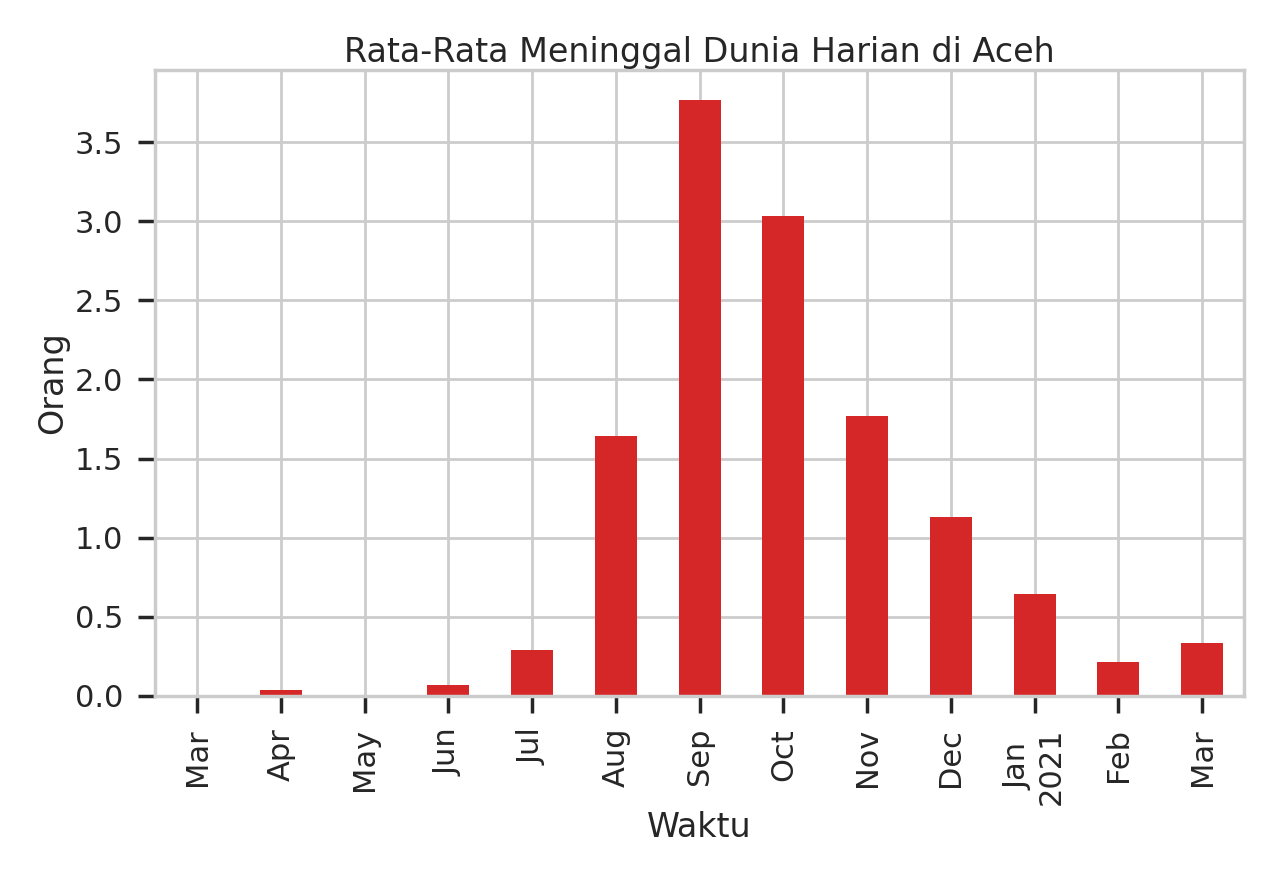 Rata-Rata Meninggal Dunia Harian di Aceh
3.5
3.0
2.5
2.0
1.5
1.0
0.5
0.0
Orang
Mar
Apr
May
Jun
Jul
Aug
Sep
Oct
Nov
Dec
Jan
2021
Feb
Mar
Waktu